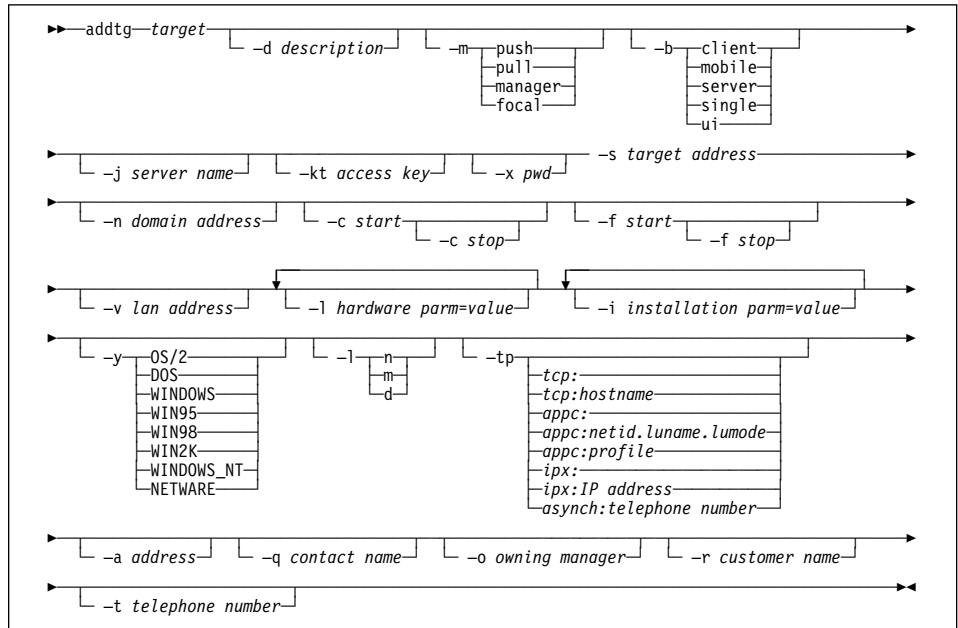 addtg target
–d description –m push –b client
pull mobile
manager server
focal single
ui
–s target address
–j server name –kt access key –x pwd
–n domain address –c start –f start
–c stop –f stop
–v lan address –l hardware parm=value –i installation parm=value
–y OS/2 –l n –tp
DOS m tcp:
WINDOWS d tcp:hostname
WIN95 appc:
WIN98 appc:netid.luname.lumode
WIN2K appc:profile
WINDOWS_NT ipx:
NETWARE ipx:IP address
asynch:telephone number
–a address –q contact name –o owning manager –r customer name
–t telephone number